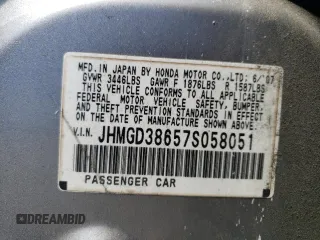 MFD. IN JAPAN BY HONDA MOTOR CO., LTD. 6/'07
GVWR 3446LBS GAWR F 1876LBS R 1587LBS
THIS VEHICLE CONFORMS TO ALL APPLICABLE
FEDERAL MOTOR VEHICLE SAFETY, BUMPER,
AND THEFT PREVENTION STANDARDS IN EFFECT
ON THE DATE OF MANUFACTURE SHOWN ABOVE.
V.I.N. JHMGD38657S058051
PASSENGER CAR
DREAMBID